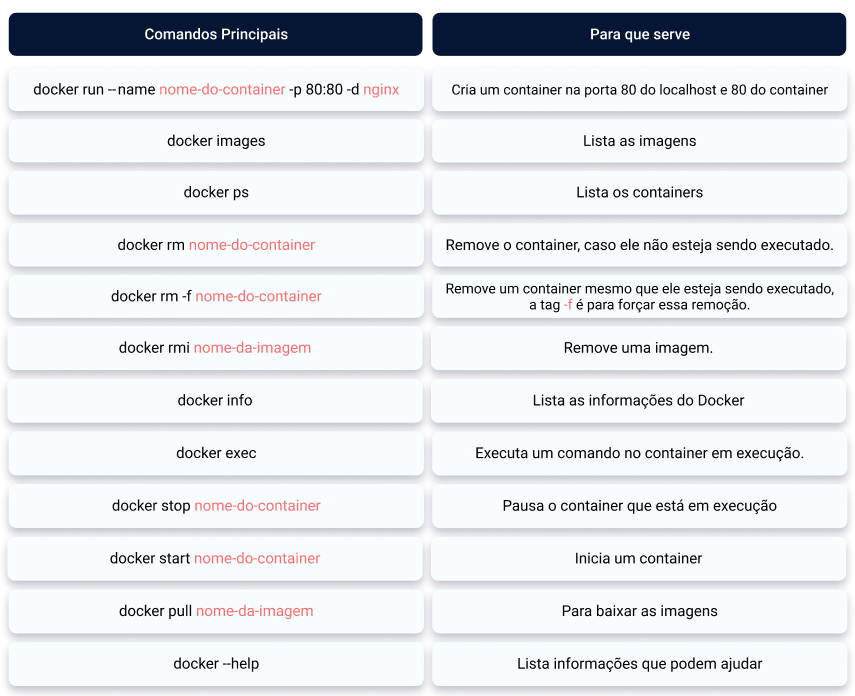 Comandos Principais
Para que serve
docker run --name nome-do-container -p 80:80 -d nginx
Cria um container na porta 80 do localhost e 80 do container
docker images
Lista as imagens
docker ps
Lista os containers
docker rm nome-do-container
Remove o container, caso ele não esteja sendo executado.
docker rm -f nome-do-container
Remove um container mesmo que ele esteja sendo executado,
a tag -f é para forçar essa remoção.
docker rmi nome-da-imagem
Remove uma imagem.
docker info
Lista as informações do Docker
docker exec
Executa um comando no container em execução.
docker stop nome-do-container
Pausa o container que está em execução
docker start nome-do-container
Inicia um container
docker pull nome-da-imagem
Para baixar as imagens
docker --help
Lista informações que podem ajudar